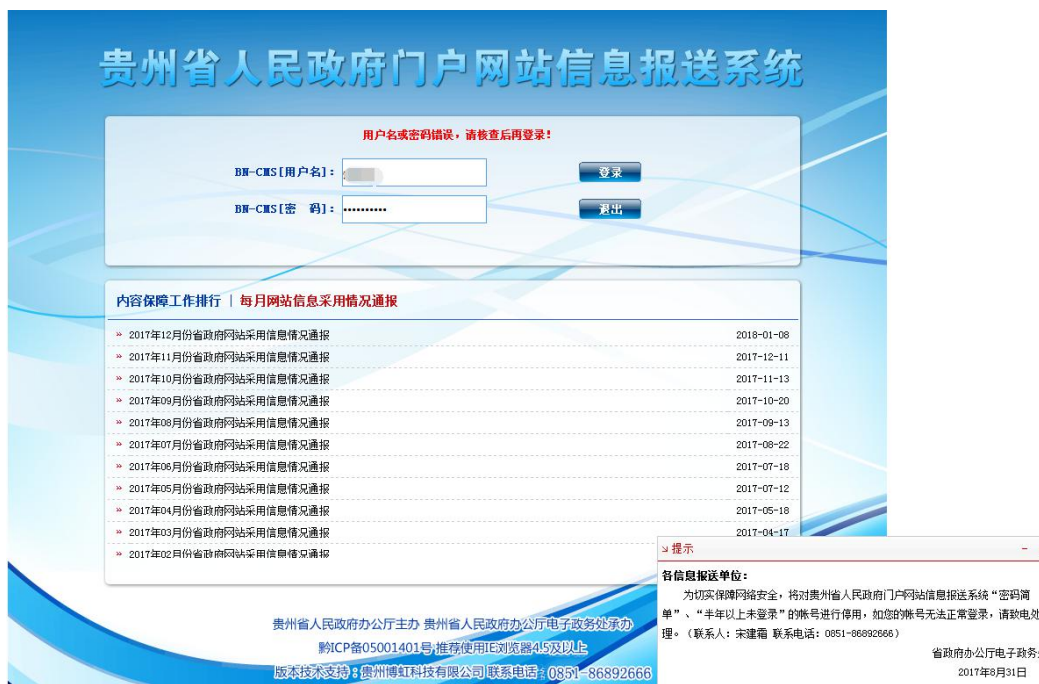 贵州省人民政府门户网站信息报送系统
用户名或密码错误，请核查后再登录！
BN-CMS[用户名]：
登录
BN-CMS[密 码]：
退出
内容保障工作排行 | 每月网站信息采用情况通报
» 2017年12月份省政府网站采用信息情况通报 2018-01-08
» 2017年11月份省政府网站采用信息情况通报 2017-12-11
» 2017年10月份省政府网站采用信息情况通报 2017-11-13
» 2017年09月份省政府网站采用信息情况通报 2017-10-20
» 2017年08月份省政府网站采用信息情况通报 2017-09-13
» 2017年07月份省政府网站采用信息情况通报 2017-08-22
» 2017年06月份省政府网站采用信息情况通报 2017-07-18
» 2017年05月份省政府网站采用信息情况通报 2017-07-12
» 2017年04月份省政府网站采用信息情况通报 2017-05-18
» 2017年03月份省政府网站采用信息情况通报 2017-04-17
» 2017年02月份省政府网站采用信息情况通报
提示
各信息报送单位：
为切实保障网络安全，将对贵州省人民政府门户网站信息报送系统“密码简
单”、“半年以上未登录”的帐号进行停用，如您的帐号无法正常登录，请致电处
理。（联系人：宋建霜 联系电话：0851-86892666）
省政府办公厅电子政务
2017年8月31日
贵州省人民政府办公厅主办 贵州省人民政府办公厅电子政务处承办
黔ICP备05001401号 推荐使用IE浏览器4.5及以上
版本技术支持：贵州博虹科技有限公司 联系电话：0851-86892666